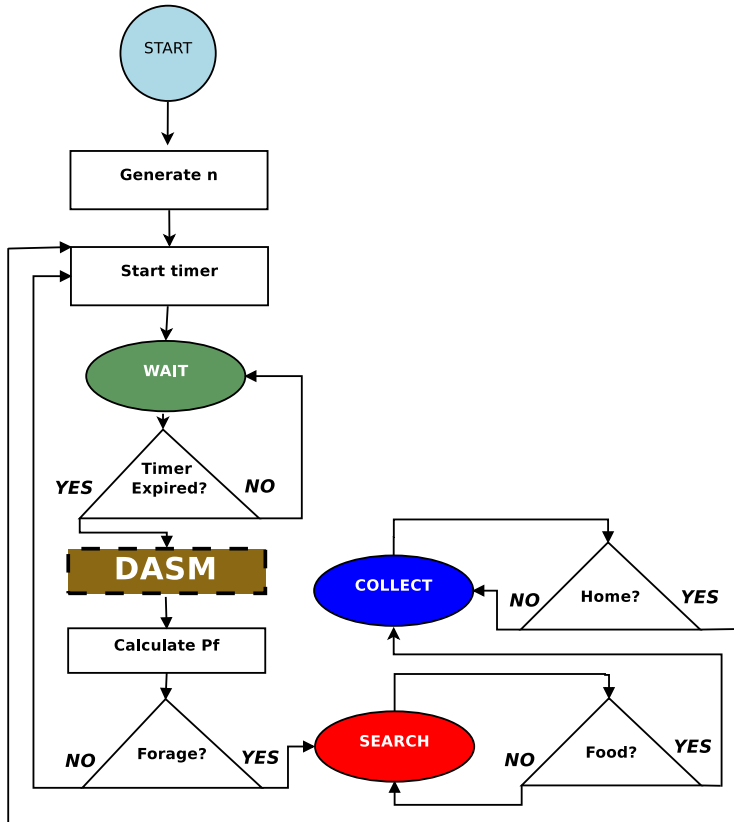 START
Generate n
Start timer
WAIT
Timer
Expired?
YES
NO
DASM
Calculate Pf
Forage?
NO
YES
SEARCH
Food?
NO
YES
COLLECT
Home?
NO
YES